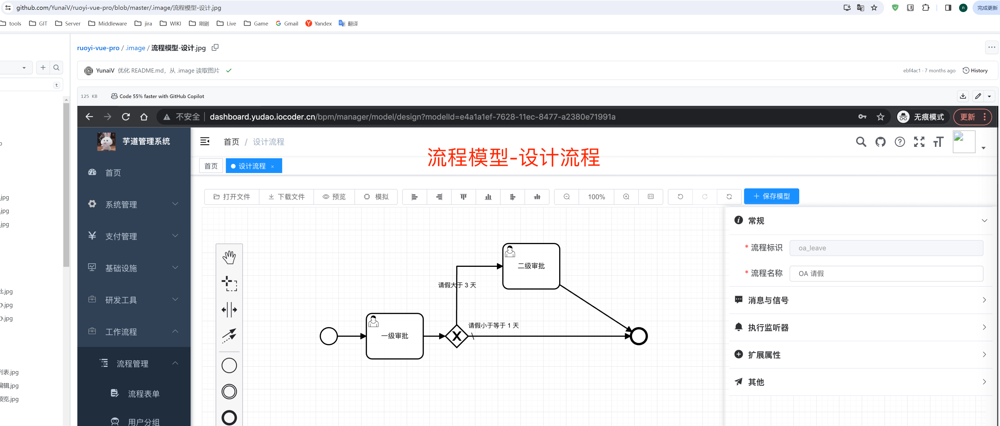 github.com/YunaiV/ruoyi-vue-pro/blob/master/.image/流程模型-设计.jpg
完成更新
tools GIT Server Middleware jira WIKI 刷剧 Live Game Gmail Yandex 翻译
ruoyi-vue-pro / .image / 流程模型-设计.jpg
YunaiV 优化 README.md，从 .image 读取图片
ebf4ac1 · 7 months ago History
t
125 KB Code 55% faster with GitHub Copilot
不安全 dashboard.yudao.iocoder.cn/bpm/manager/model/design?modelId=e4a1a1ef-7628-11ec-8477-a2380e71991a
无痕模式 更新
芋道管理系统
首页 / 设计流程
流程模型-设计流程
首页 设计流程 ×
首页
系统管理
支付管理
基础设施
研发工具
工作流程
流程管理
流程表单
用户分组
打开文件 下载文件 预览 模拟 100% 保存模型
二级审批
请假大于 3 天
请假小于等于 1 天
一级审批
常规
* 流程标识 oa_leave
* 流程名称 OA 请假
消息与信号
执行监听器
扩展属性
其他
.jpg
.jpg
.jpg
.jpg
.jpg
.jpg
列表.jpg
编辑.jpg
预览.jpg